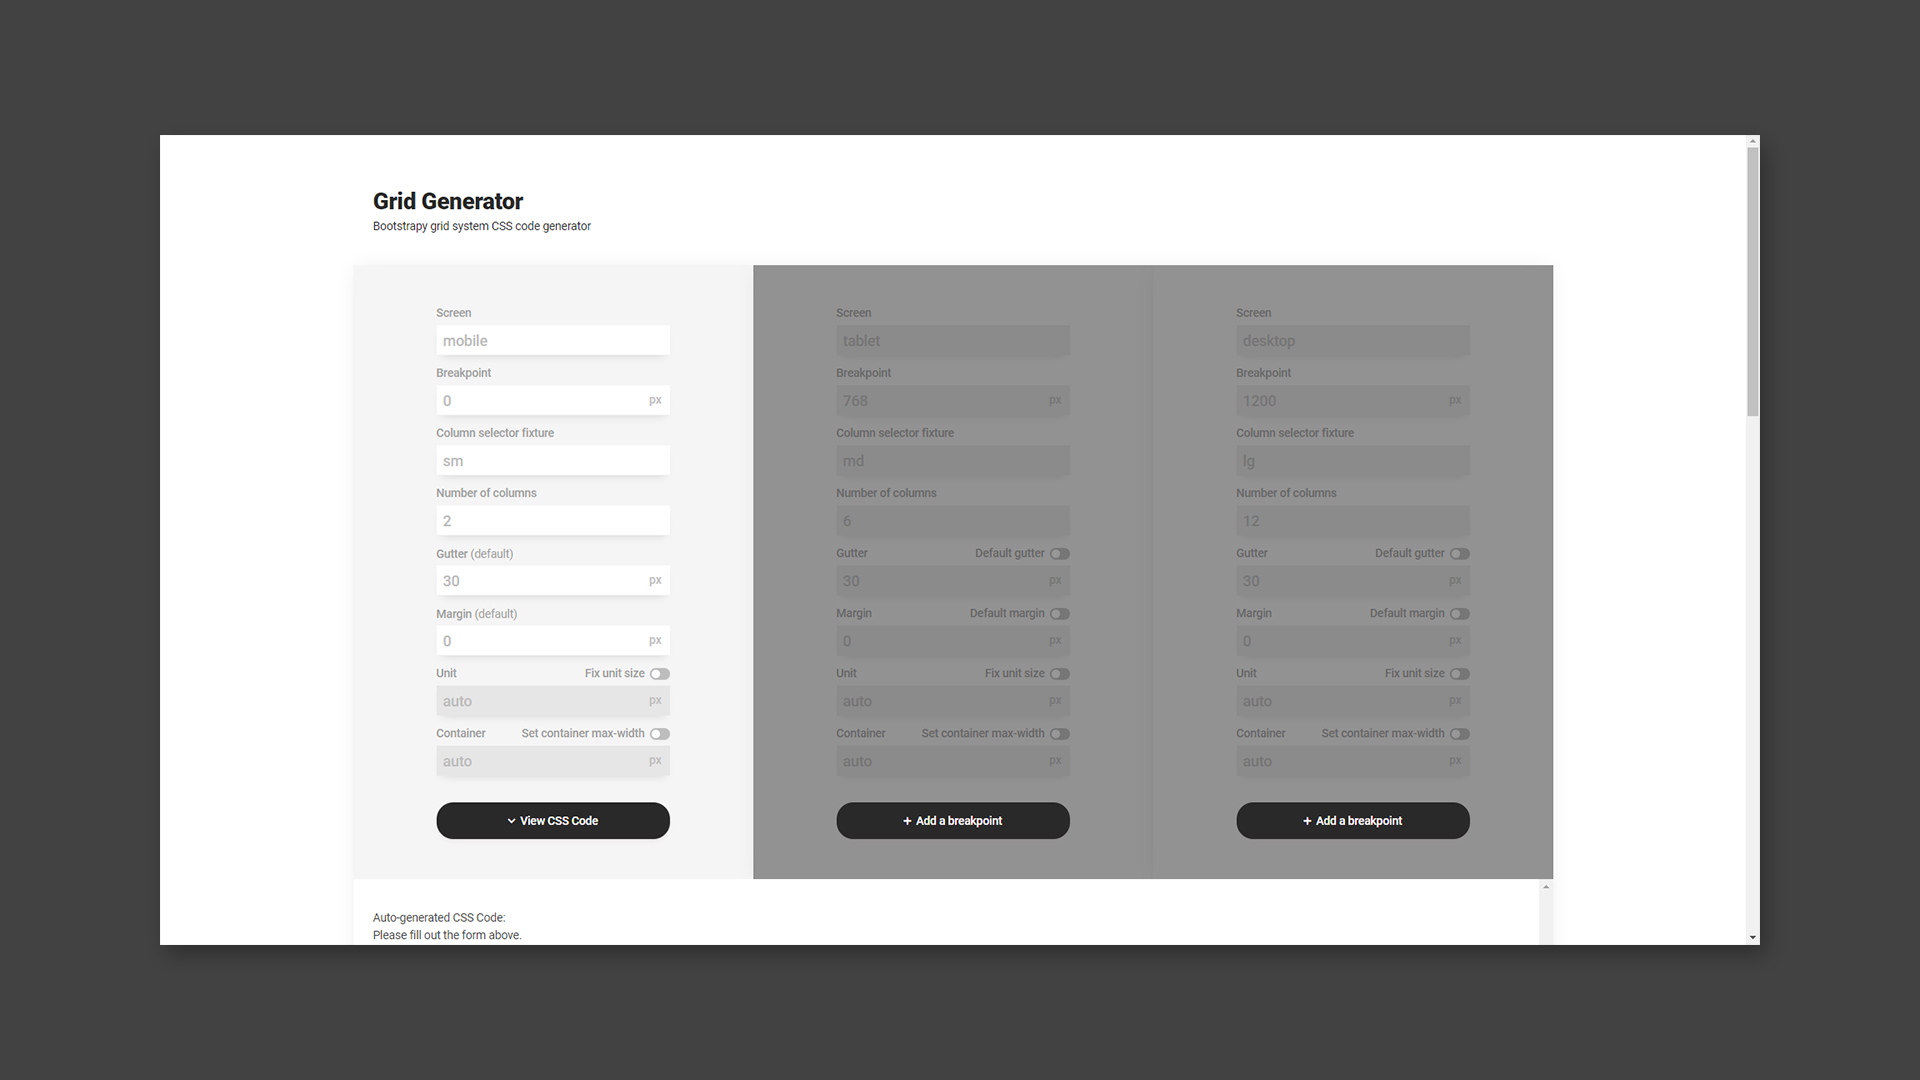 Grid Generator
Bootstrapy grid system CSS code generator
Screen
mobile
Breakpoint
0 px
Column selector fixture
sm
Number of columns
2
Gutter (default)
30 px
Margin (default)
0 px
Unit Fix unit size
auto px
Container Set container max-width
auto px
View CSS Code
Screen
tablet
Breakpoint
768 px
Column selector fixture
md
Number of columns
6
Gutter Default gutter
30 px
Margin Default margin
0 px
Unit Fix unit size
auto px
Container Set container max-width
auto px
+ Add a breakpoint
Screen
desktop
Breakpoint
1200 px
Column selector fixture
lg
Number of columns
12
Gutter Default gutter
30 px
Margin Default margin
0 px
Unit Fix unit size
auto px
Container Set container max-width
auto px
+ Add a breakpoint
Auto-generated CSS Code:
Please fill out the form above.